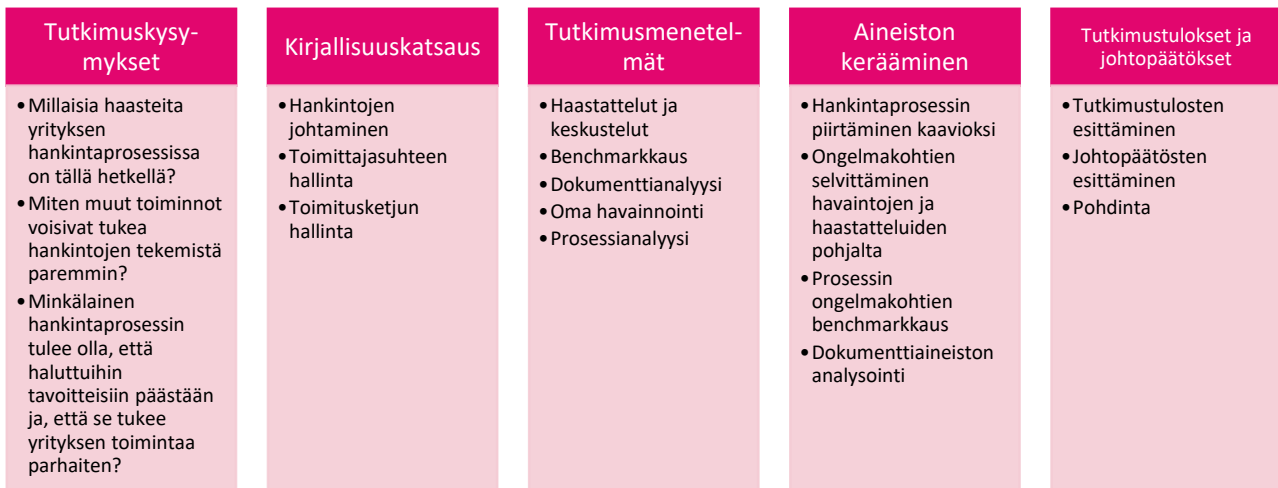 Tutkimuskysy-
mykset
• Millaisia haasteita
yrityksen
hankintaprosessissa
on tällä hetkellä?
• Miten muut toiminnot
voisivat tukea
hankintojen tekemistä
paremmin?
• Minkälainen
hankintaprosessin
tulee olla, että
haluttuihin
tavoitteisiin päästään
ja, että se tukee
yrityksen toimintaa
parhaiten?
Kirjallisuuskatsaus
• Hankintojen
johtaminen
• Toimittajasuhteen
hallinta
• Toimitusketjun
hallinta
Tutkimusmenetel-
mät
• Haastattelut ja
keskustelut
• Benchmarkkaus
• Dokumenttianalyysi
• Oma havainnointi
• Prosessianalyysi
Aineiston
kerääminen
• Hankintaprosessin
piirtäminen kaavioksi
• Ongelmakohtien
selvittäminen
havaintojen ja
haastatteluiden
pohjalta
• Prosessin
ongelmakohtien
benchmarkkaus
• Dokumenttiaineiston
analysointi
Tutkimustulokset ja
johtopäätökset
• Tutkimustulosten
esittäminen
• Johtopäätösten
esittäminen
• Pohdinta